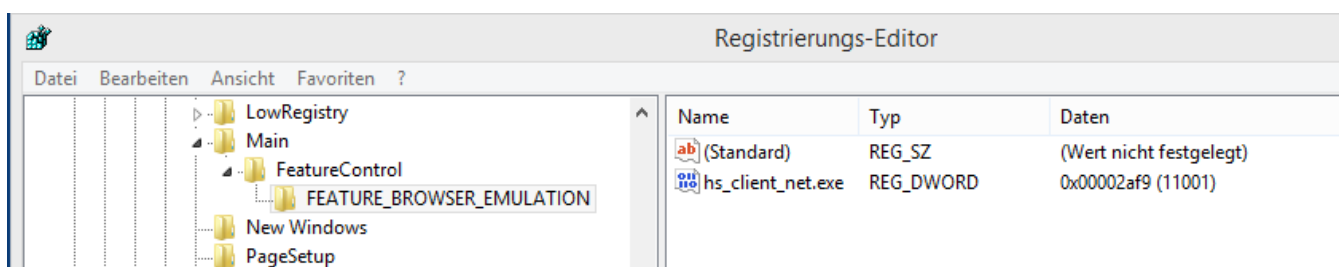 Registrierungs-Editor
Datei Bearbeiten Ansicht Favoriten ?
LowRegistry
Main
FeatureControl
FEATURE_BROWSER_EMULATION
New Windows
PageSetup
Name Typ Daten
(Standard) REG_SZ (Wert nicht festgelegt)
hs_client_net.exe REG_DWORD 0x00002af9 (11001)